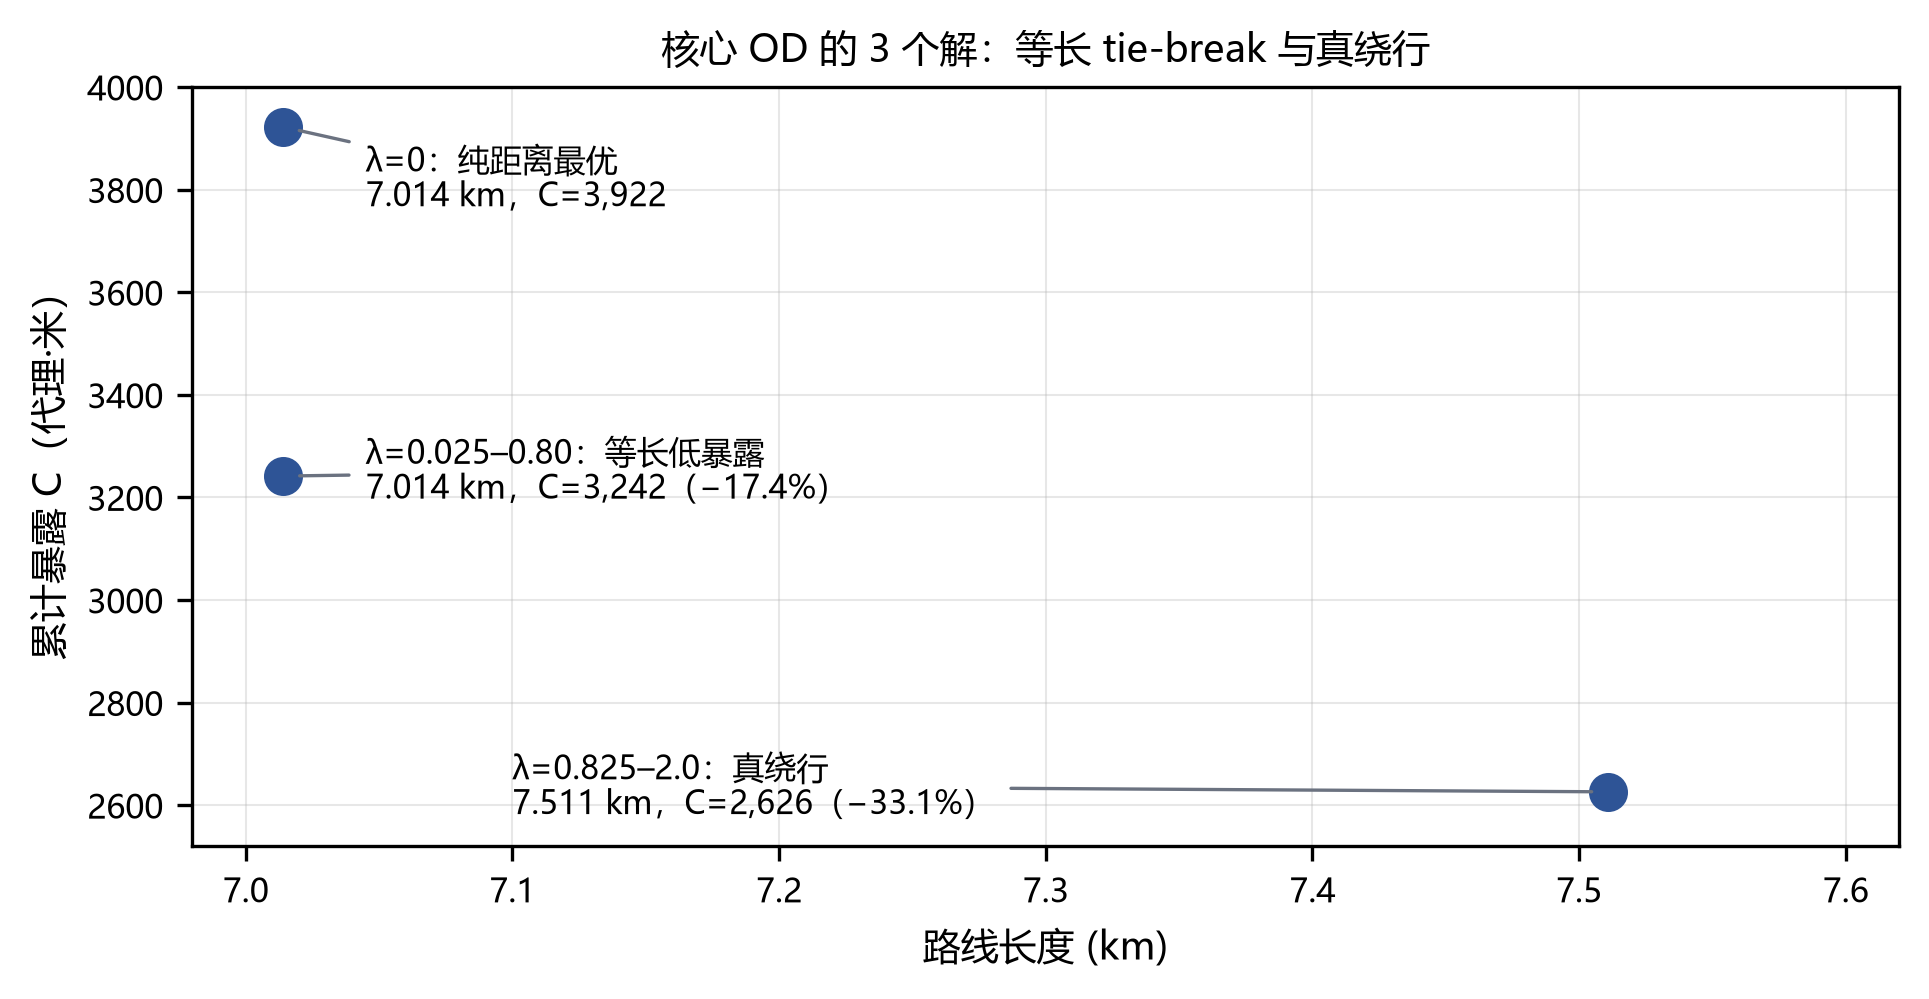 核心 OD 的 3 个解：等长 tie-break 与真绕行
4000
3800
3600
3400
3200
3000
2800
2600
累计暴露 C（代理·米）
λ=0：纯距离最优
7.014 km，C=3,922
λ=0.025–0.80：等长低暴露
7.014 km，C=3,242（−17.4%）
λ=0.825–2.0：真绕行
7.511 km，C=2,626（−33.1%）
7.0
7.1
7.2
7.3
7.4
7.5
7.6
路线长度 (km)